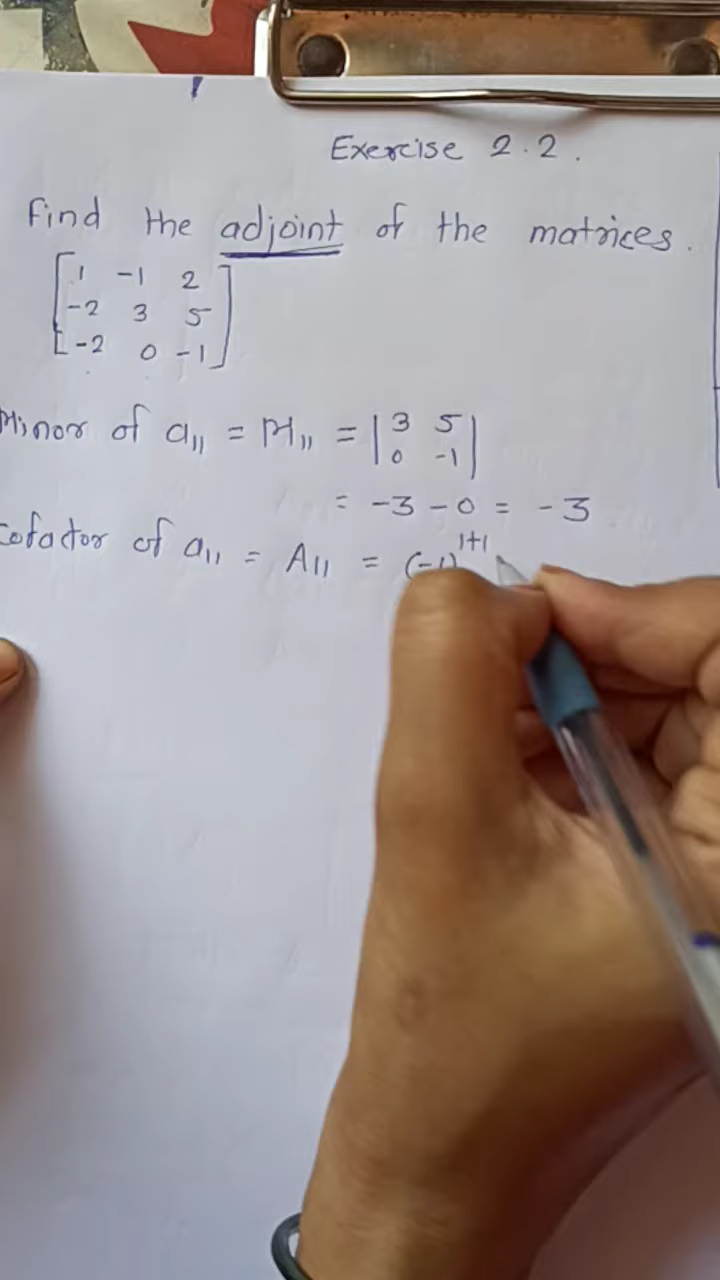 Exercise 2.2.
Find the adjoint of the matrices.
[ 1 -1 2
-2 3 5
-2 0 -1 ]
Minor of a₁₁ = M₁₁ = | 3 5
0 -1 |
= -3 - 0 = -3
cofactor of a₁₁ = A₁₁ = (-1)¹⁺¹